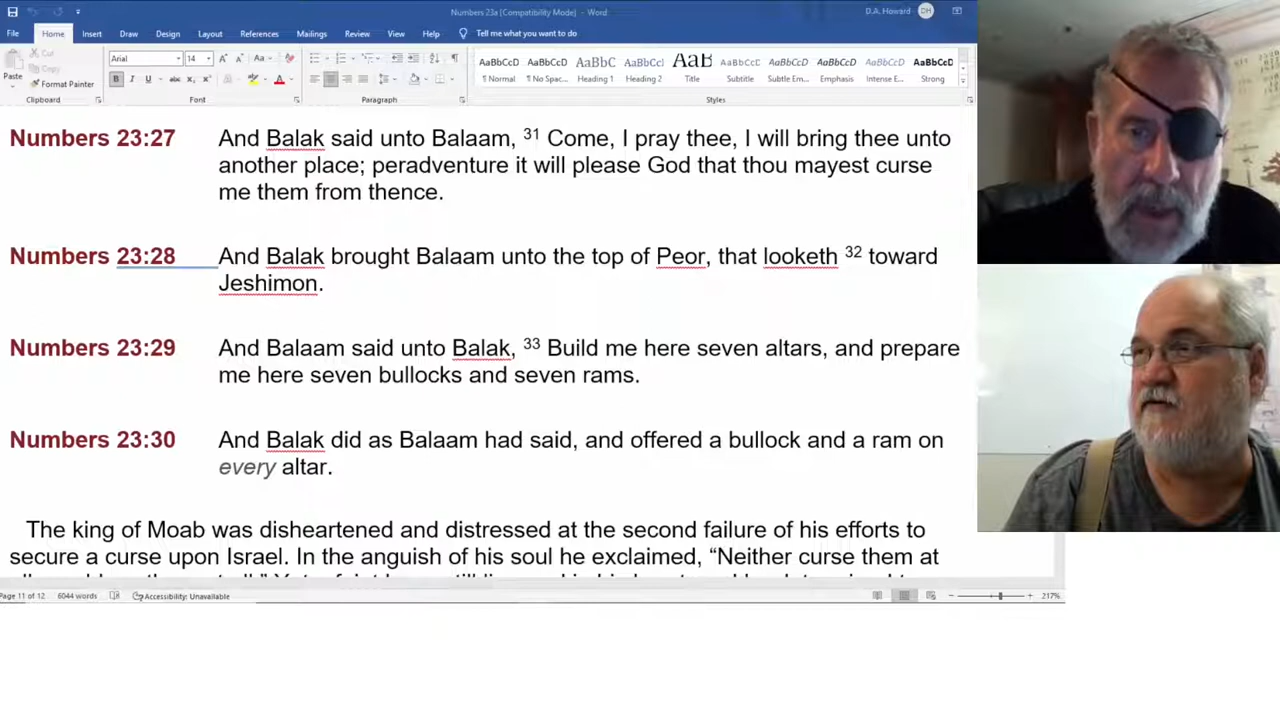 Numbers 23a [Compatibility Mode] - Word
D.A. Howard DH
File Home Insert Draw Design Layout References Mailings Review View Help Tell me what you want to do
Cut
Copy
Paste
Format Painter
Arial 14
AaBbCcD AaBbCcD AaBbC AaBbCcl AaB AaBbCcD AaBbCcD AaBbCcD AaBbCcD AaBbCcD
¶ Normal ¶ No Spac... Heading 1 ¶ Heading 2 Title Subtitle Subtle Em... Emphasis Intense E... Strong
Clipboard Font Paragraph Styles
Numbers 23:27 And Balak said unto Balaam, 31 Come, I pray thee, I will bring thee unto
another place; peradventure it will please God that thou mayest curse
me them from thence.
Numbers 23:28 And Balak brought Balaam unto the top of Peor, that looketh 32 toward
Jeshimon.
Numbers 23:29 And Balaam said unto Balak, 33 Build me here seven altars, and prepare
me here seven bullocks and seven rams.
Numbers 23:30 And Balak did as Balaam had said, and offered a bullock and a ram on
every altar.
The king of Moab was disheartened and distressed at the second failure of his efforts to
secure a curse upon Israel. In the anguish of his soul he exclaimed, “Neither curse them at
Page 11 of 12 6044 words Accessibility: Unavailable 217%